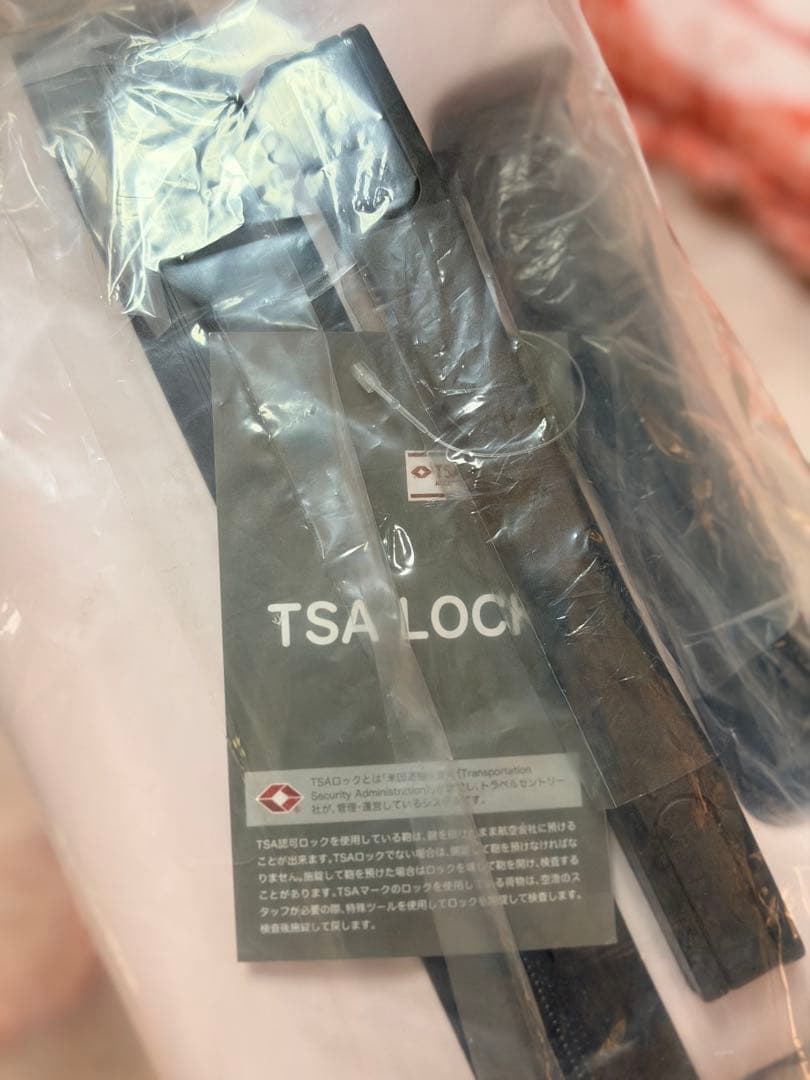 TSA
TSA LOCK
TSAロックとは「米国運輸 (Transportation
Security Administration) し、トラベルセントリー
社が、管理・運営しているシステムです。
TSA認可ロックを使用している鞄は、鍵を掛けたまま航空会社に預ける
ことが出来ます。TSAロックでない場合は、開錠して鞄を預けなければな
りません。施錠して鞄を預けた場合はロックを壊して鞄を開け、検査する
ことがあります。TSAマークのロックを使用している荷物は、空港のス
タッフが必要の際、特殊ツールを使用してロックを解錠して検査します。
検査後施錠して戻します。